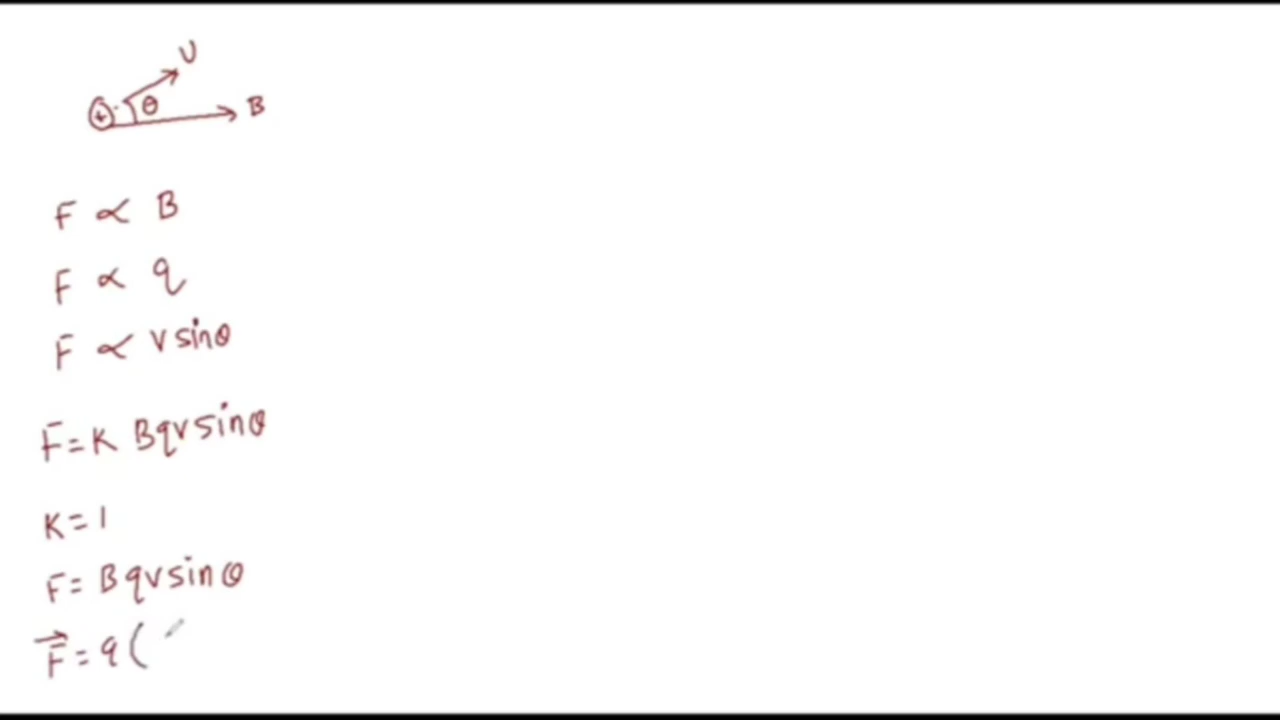 U
θ
B
+
F ∝ B
F ∝ q
F ∝ v sinθ
F = K Bqv sinθ
K = 1
F = Bqv sinθ
F⃗ = q (